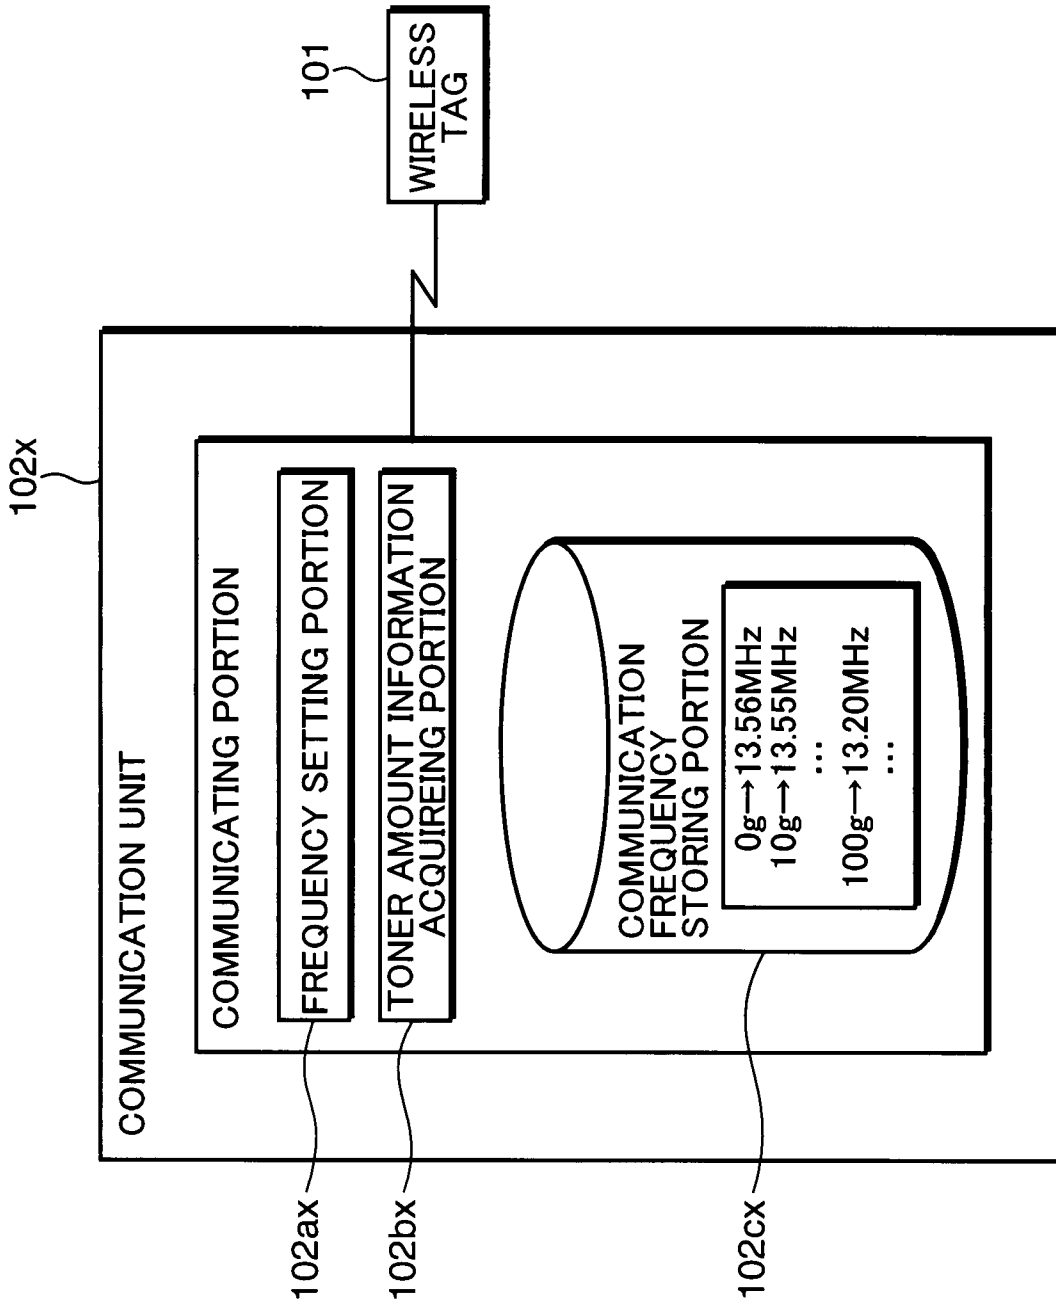 102x
101
COMMUNICATION UNIT
WIRELESS
TAG
COMMUNICATING PORTION
102ax
FREQUENCY SETTING PORTION
102bx
TONER AMOUNT INFORMATION
ACQUIREING PORTION
102cx
COMMUNICATION
FREQUENCY
STORING PORTION
0g→13.56MHz
10g→13.55MHz
...
100g→13.20MHz
...